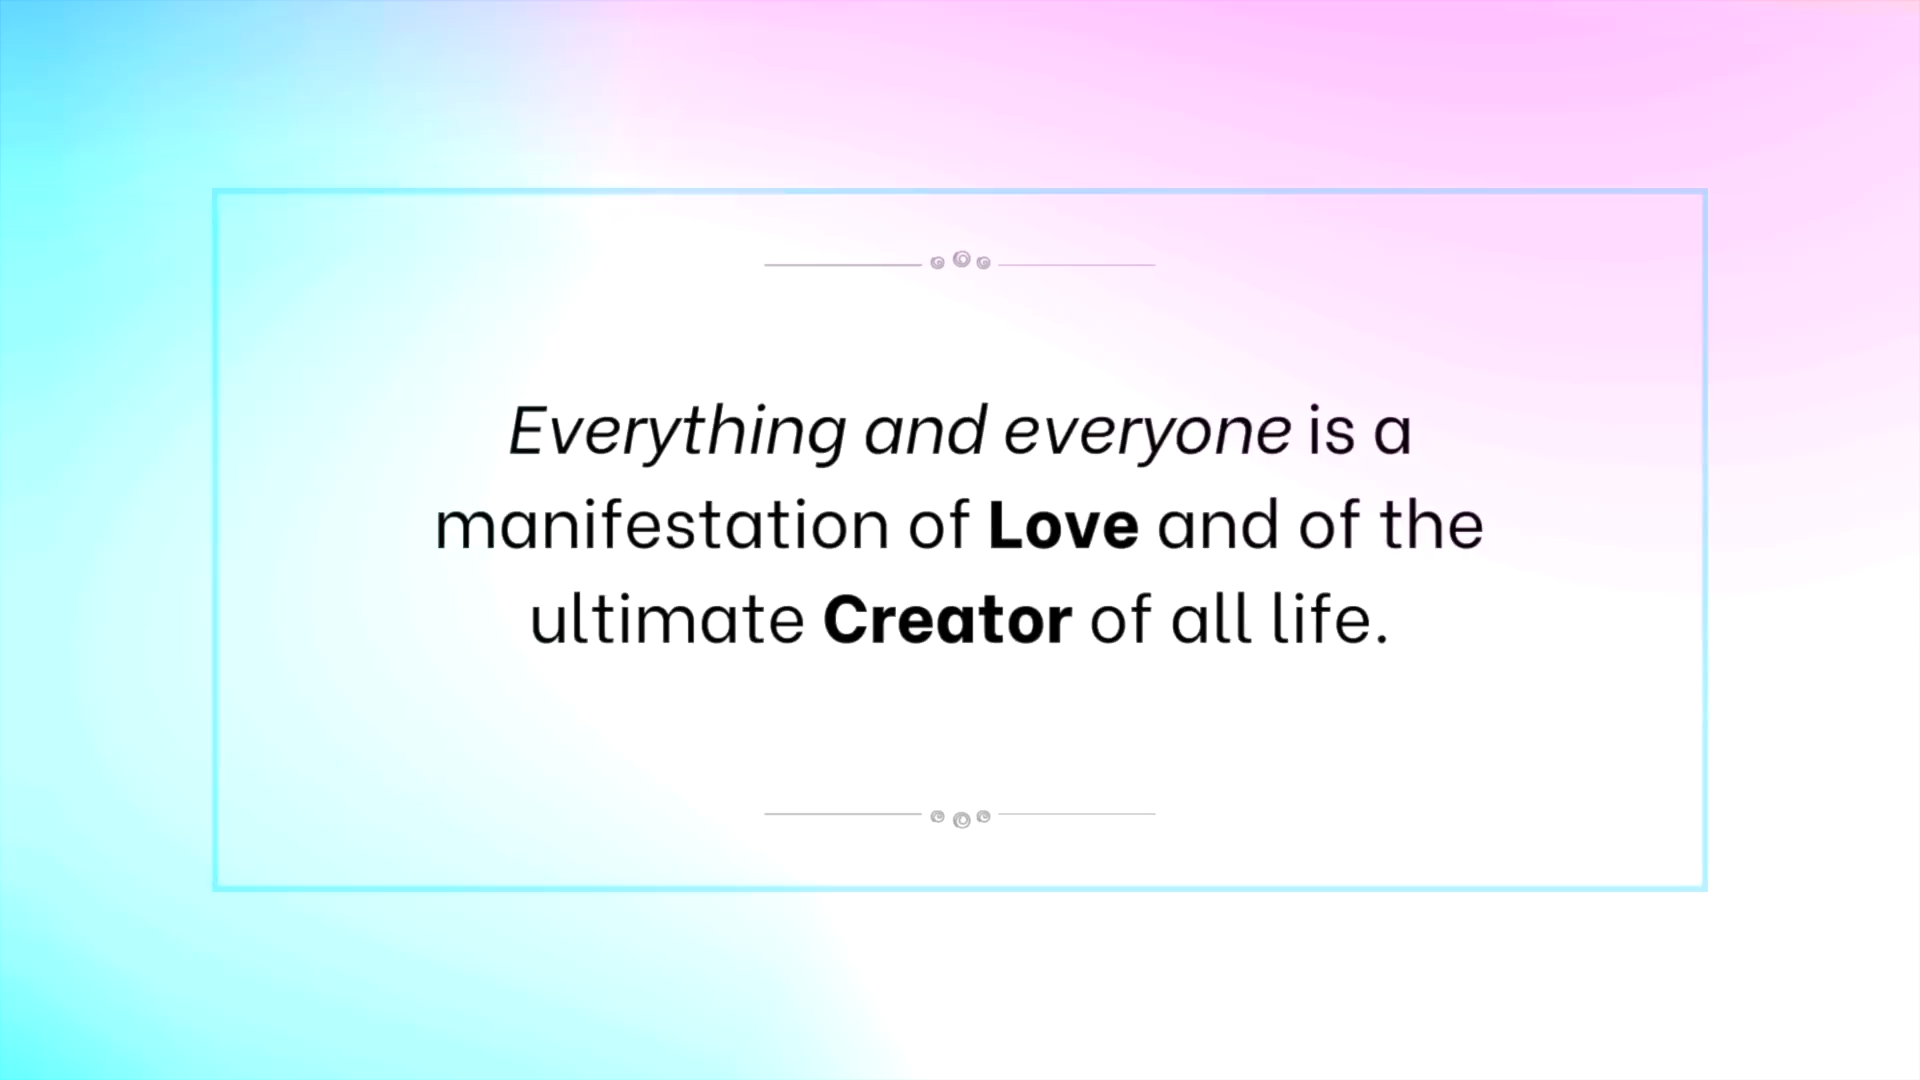 Everything and everyone is a
manifestation of Love and of the
ultimate Creator of all life.